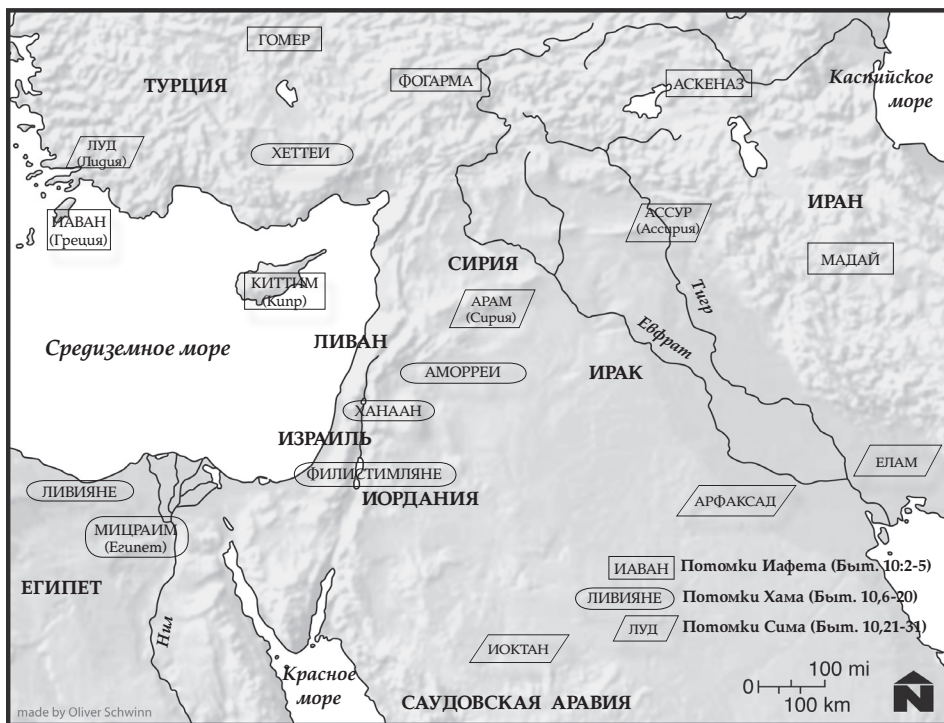 ГОМЕР
ТУРЦИЯ
ФОГАРМА
АСКЕНАЗ
Каспийское
море
ЛУД
(Лидия)
ХЕТТЕИ
ИАВАН
(Греция)
АССУР
(Ассирия)
ИРАН
МАДАЙ
СИРИЯ
КИТТИМ
(Кипр)
АРАМ
(Сирия)
Тигр
Евфрат
Средиземное море
ЛИВАН
АМОРРЕИ
ИРАК
ХАНААН
ИЗРАИЛЬ
ФИЛИСТИМЛЯНЕ
ИОРДАНИЯ
ЕЛАМ
ЛИВИЯНЕ
АРФАКСАД
МИЦРАИМ
(Египет)
ЕГИПЕТ
Нил
ИАВАН Потомки Иафета (Быт. 10:2-5)
ЛИВИЯНЕ Потомки Хама (Быт. 10,6-20)
ЛУД Потомки Сима (Быт. 10,21-31)
ИОКТАН
Красное
море
САУДОВСКАЯ АРАВИЯ
100 mi
0
100 km
N
made by Oliver Schwinn